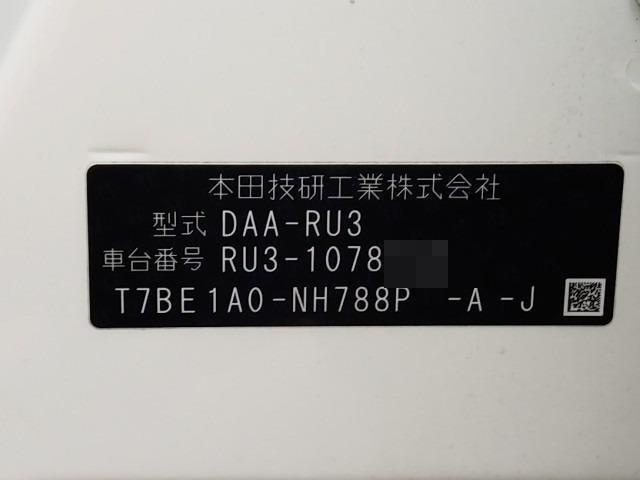 本田技研工業株式会社
型式 DAA-RU3
車台番号 RU3-1078
T7BE1A0-NH788P -A-J